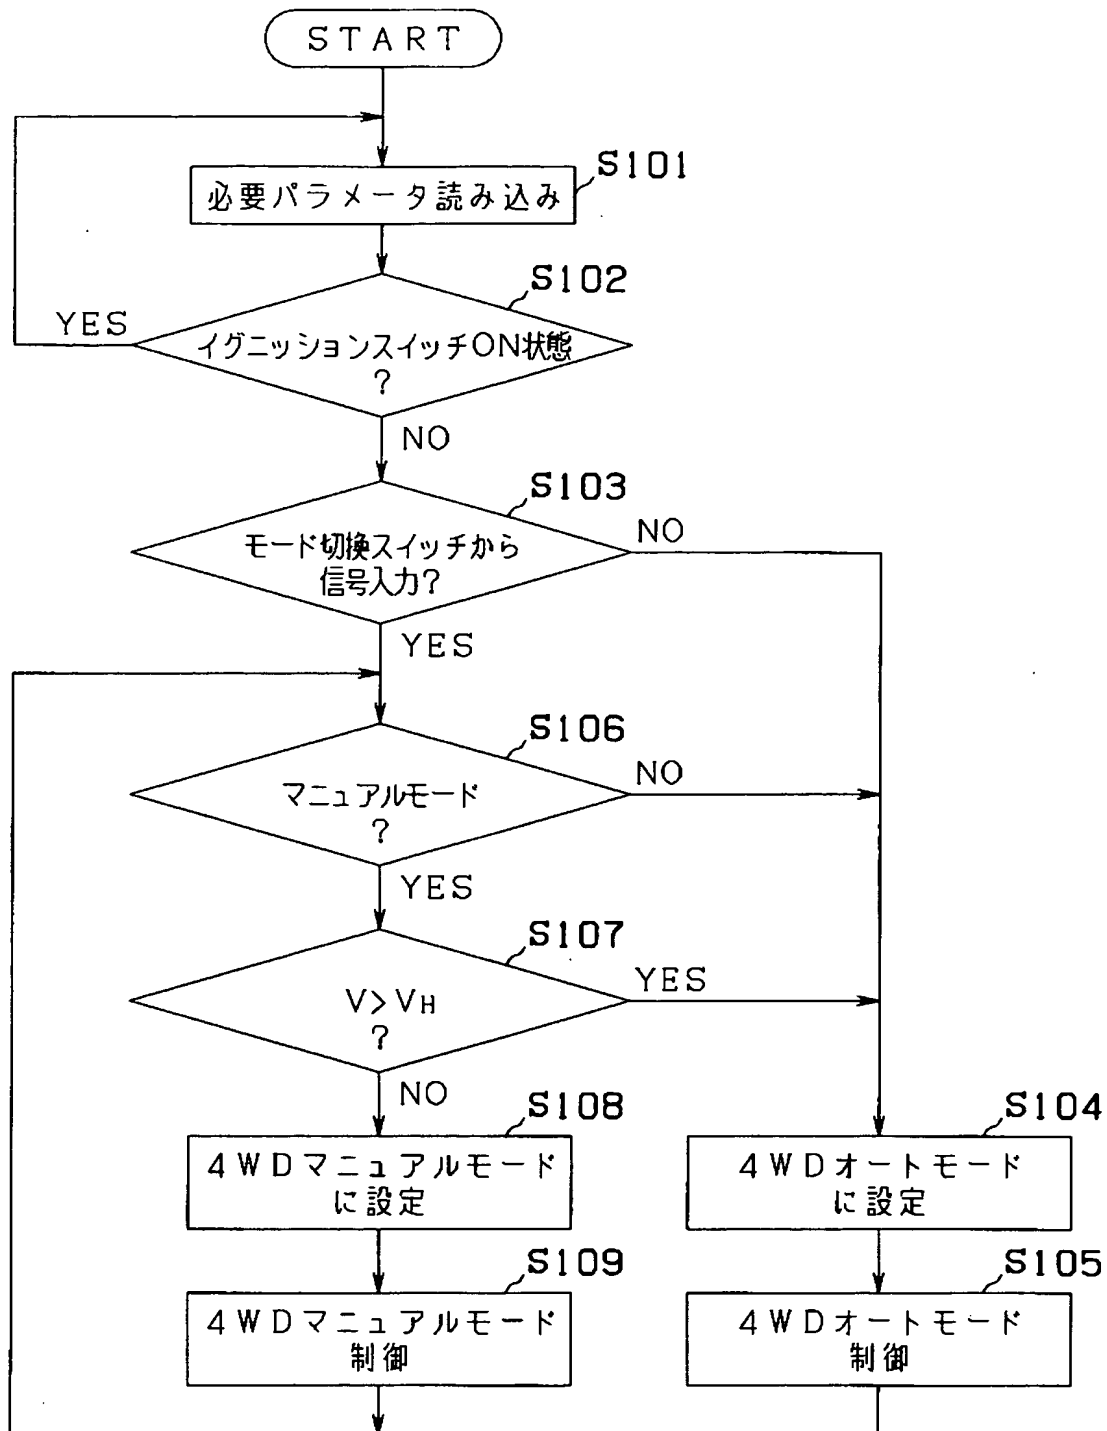 START
S101
必要パラメータ読み込み
S102
YES
イグニッションスイッチON状態
?
NO
S103
NO
モード切換スイッチから
信号入力?
YES
S106
NO
マニュアルモード
?
YES
S107
YES
V>VH
?
NO
S108
4WDマニュアルモード
に設定
S104
4WDオートモード
に設定
S109
4WDマニュアルモード
制御
S105
4WDオートモード
制御